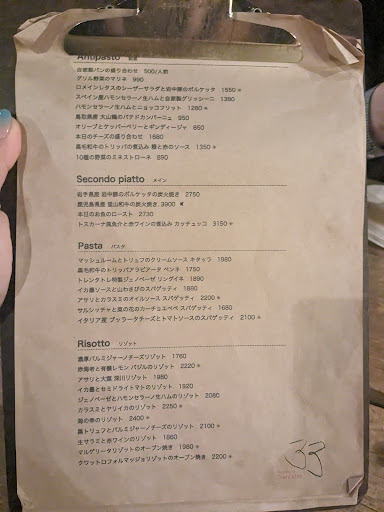 Antipasto 前菜
自家製パンの盛り合わせ 500/人前
グリル野菜のマリネ 990
ロメインレタスのシーザーサラダと岩中豚のポルケッタ 1550※
スペイン産ハモンセラーノ生ハムと自家製グリッシーニ 1380
ハモンセラーノ生ハムとニョッコフリット 1280※
鳥取県産 大山鶏のパテドカンパーニュ 950
オリーブとケッパーベリーとギンディージャ 850
本日のチーズの盛り合わせ 1680
黒毛和牛のトリッパの煮込み 柚と赤のソース 1350※
10種の野菜のミネストローネ 890
Secondo piatto メイン
岩手県産 岩中豚のポルケッタの炭火焼き 2750
鹿児島県産 里山和牛の炭火焼き 3900
本日のお魚のロースト 2730
トスカーナ風魚介と赤ワインの煮込み カッチュッコ 3150※
Pasta パスタ
マッシュルームとトリュフのクリームソース キタッラ 1980
黒毛和牛のトリッパアラビアータ ペンネ 1750
トレンタトレ特製ジェノベーゼ リングイネ 1890
イカ墨ソースと山わさびのスパゲッティ 1880
アサリとカラスミのオイルソース スパゲッティ 2200※
サルシッチャと菜の花のカーチョエペペ スパゲッティ 1680
イタリア産 ブッラータチーズとトマトソースのスパゲッティ 2100※
Risotto リゾット
濃厚パルミジャーノチーズリゾット 1760
赤海老と有機レモン バジルのリゾット 2220※
アサリと大葉 深川リゾット 1980
イカ墨とセミドライトマトのリゾット 1920
ジェノベーゼとハモンセラーノ生ハムのリゾット 2080
カラスミとヤリイカのリゾット 2250※
海の幸のリゾット 2400※
黒トリュフとパルミジャーノチーズのリゾット 2100※
生サラミと赤ワインのリゾット 1860
マルゲリータリゾットのオーブン焼き 1980※
クワットロフォルマッジョリゾットのオーブン焼き 2200※
33